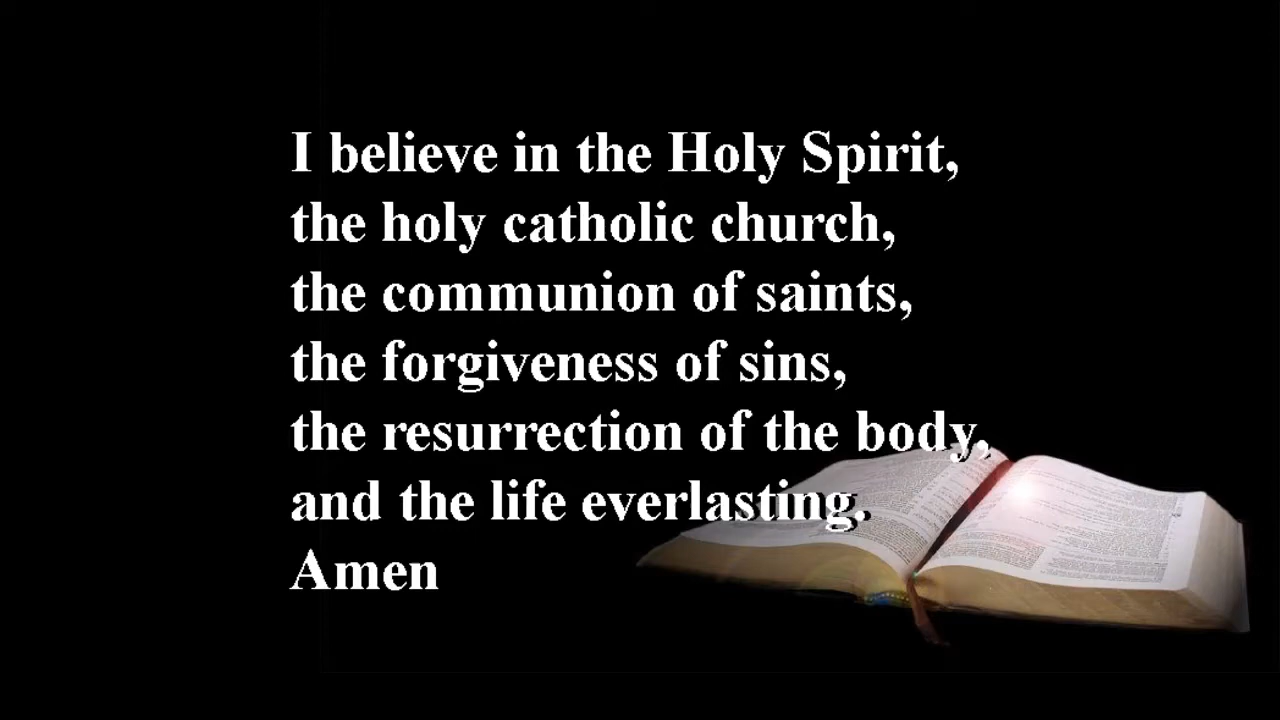 I believe in the Holy Spirit,
the holy catholic church,
the communion of saints,
the forgiveness of sins,
the resurrection of the body,
and the life everlasting.
Amen